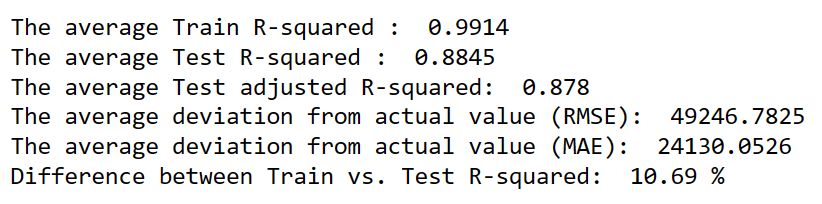 The average Train R-squared :  0.9914
The average Test R-squared :  0.8845
The average Test adjusted R-squared:  0.878
The average deviation from actual value (RMSE):  49246.7825
The average deviation from actual value (MAE):  24130.0526
Difference between Train vs. Test R-squared:  10.69 %